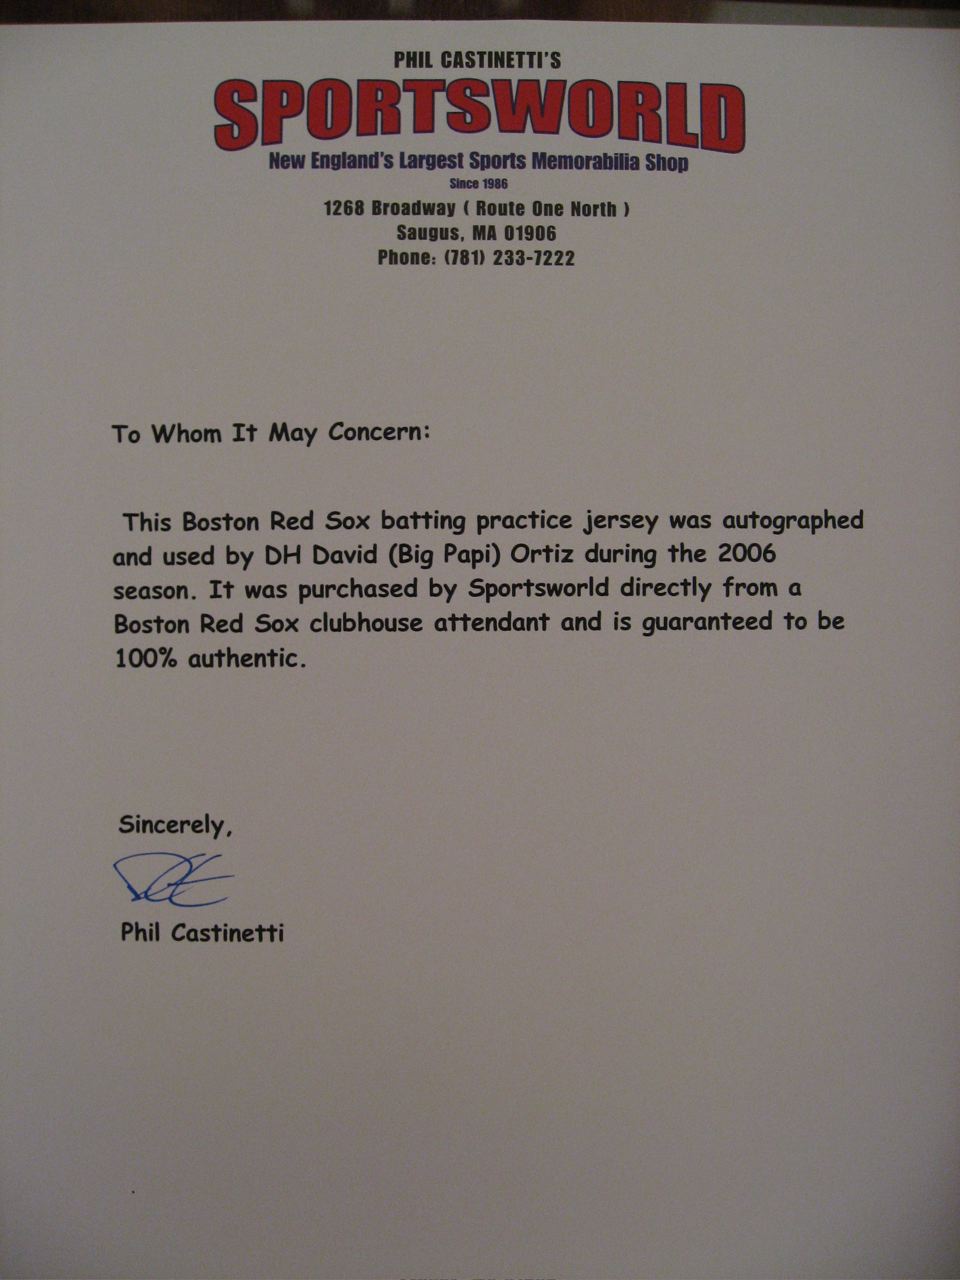 PHIL CASTINETTI'S
SPORTSWORLD
New England's Largest Sports Memorabilia Shop
Since 1986
1268 Broadway ( Route One North )
Saugus, MA 01906
Phone: (781) 233-7222
To Whom It May Concern:
This Boston Red Sox batting practice jersey was autographed
and used by DH David (Big Papi) Ortiz during the 2006
season. It was purchased by Sportsworld directly from a
Boston Red Sox clubhouse attendant and is guaranteed to be
100% authentic.
Sincerely,
Phil Castinetti